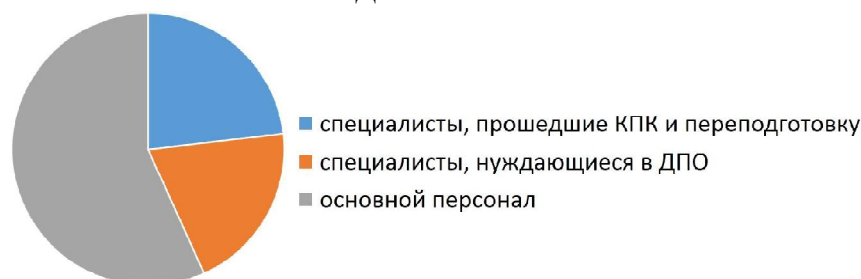 специалисты, прошедшие КПК и переподготовку
специалисты, нуждающиеся в ДПО
основной персонал